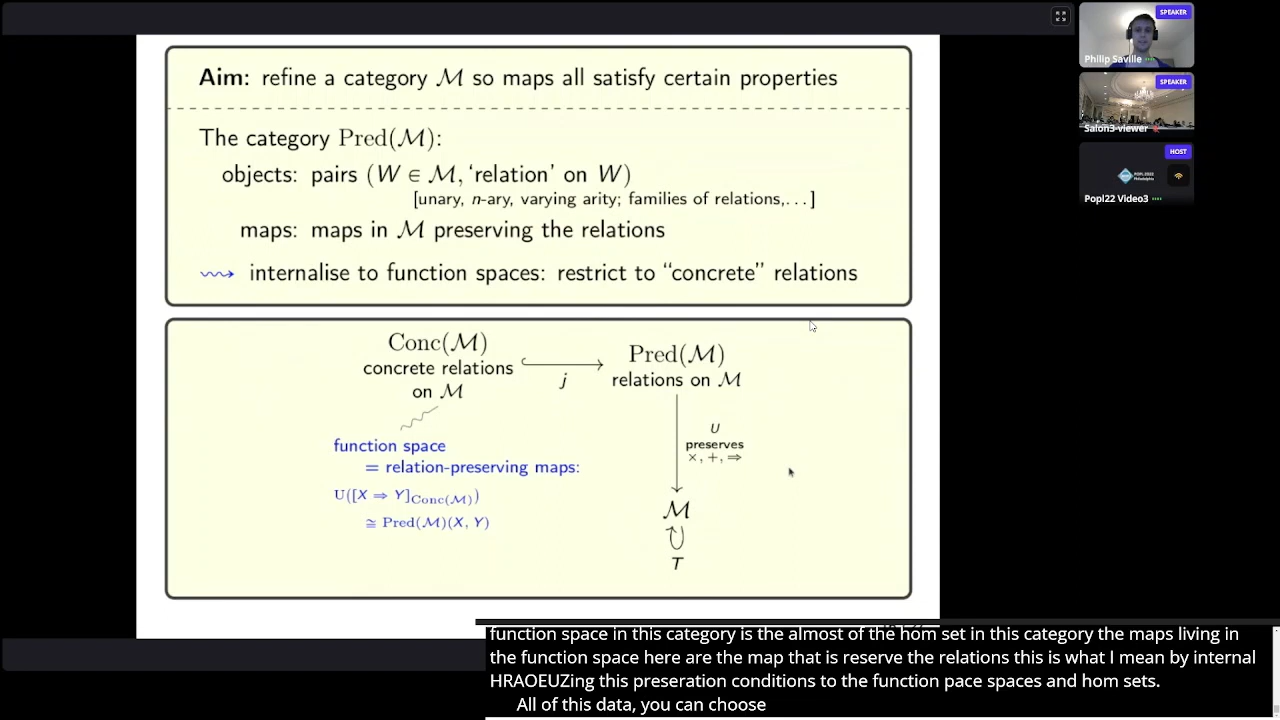 Aim: refine a category ℳ so maps all satisfy certain properties
The category Pred(ℳ):
objects: pairs (W ∈ ℳ, ‘relation’ on W)
[unary, n-ary, varying arity; families of relations,...]
maps: maps in ℳ preserving the relations
⇝ internalise to function spaces: restrict to “concrete” relations
Conc(ℳ)
concrete relations
on ℳ
j
Pred(ℳ)
relations on ℳ
function space
= relation-preserving maps:
U([X ⇒ Y]Conc(ℳ))
≅ Pred(ℳ)(X, Y)
U
preserves
×, +, ⇒
ℳ
T
SPEAKER
Philip Saville
SPEAKER
Salon3-viewer
HOST
POPL 2022
Philadelphia
Popl22 Video3
function space in this category is the almost of the hom set in this category the maps living in
the function space here are the map that is reserve the relations this is what I mean by internal
HRAOEUZing this preseration conditions to the function pace spaces and hom sets.
All of this data, you can choose